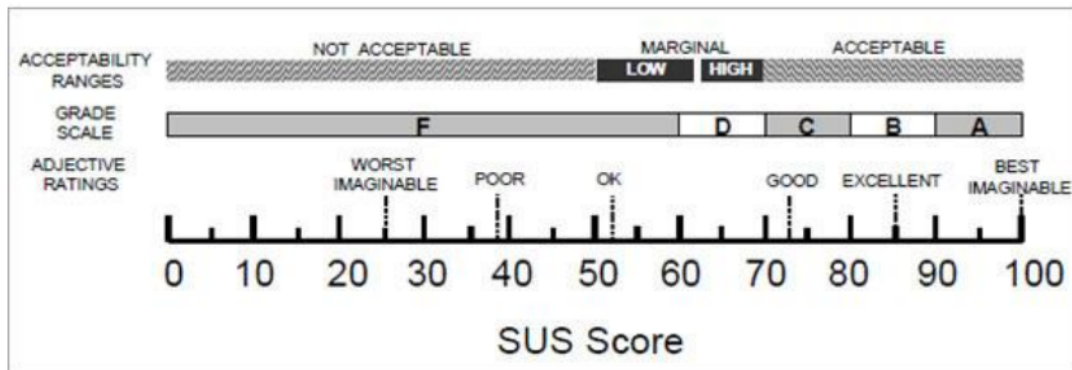 NOT ACCEPTABLE MARGINAL ACCEPTABLE
ACCEPTABILITY RANGES LOW HIGH
GRADE SCALE F D C B A
ADJECTIVE RATINGS WORST IMAGINABLE POOR OK GOOD EXCELLENT BEST IMAGINABLE
0 10 20 30 40 50 60 70 80 90 100
SUS Score